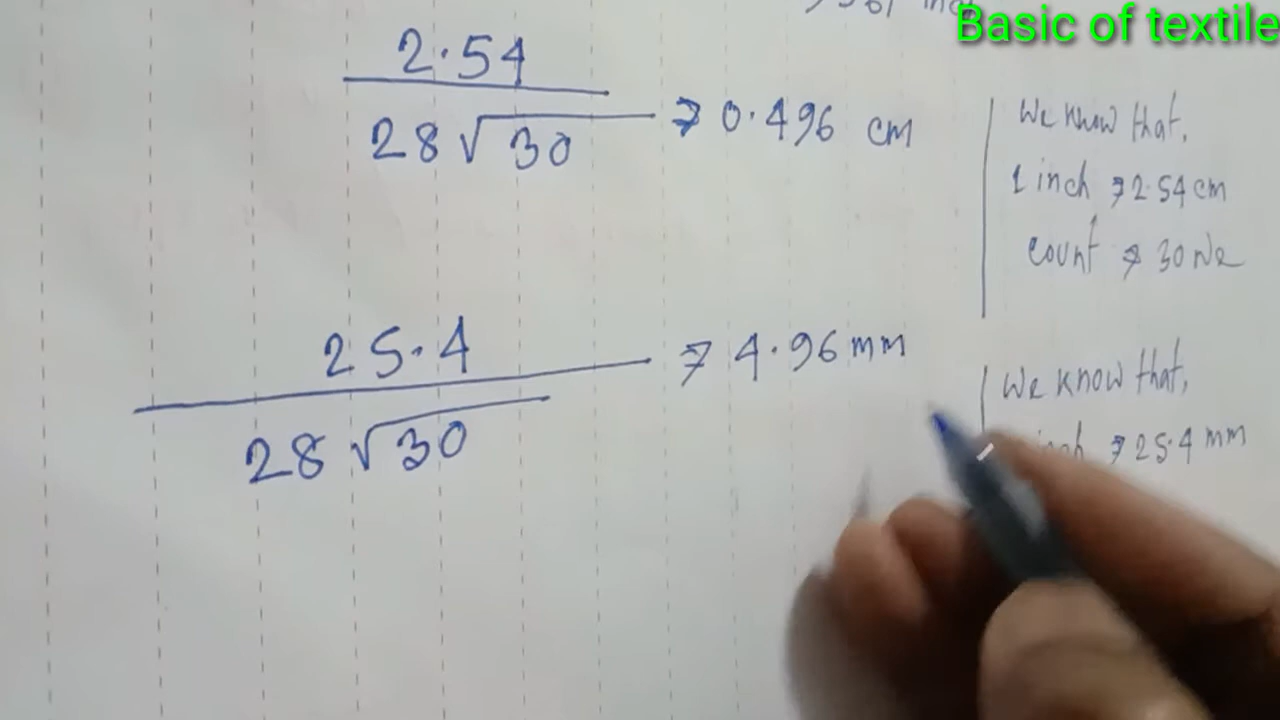 Basic of textile
2.54
28√30 => 0.496 cm
25.4
28√30 => 4.96 mm
We know that,
1 inch => 2.54 cm
count => 30 Ne
We know that,
inch => 25.4 mm